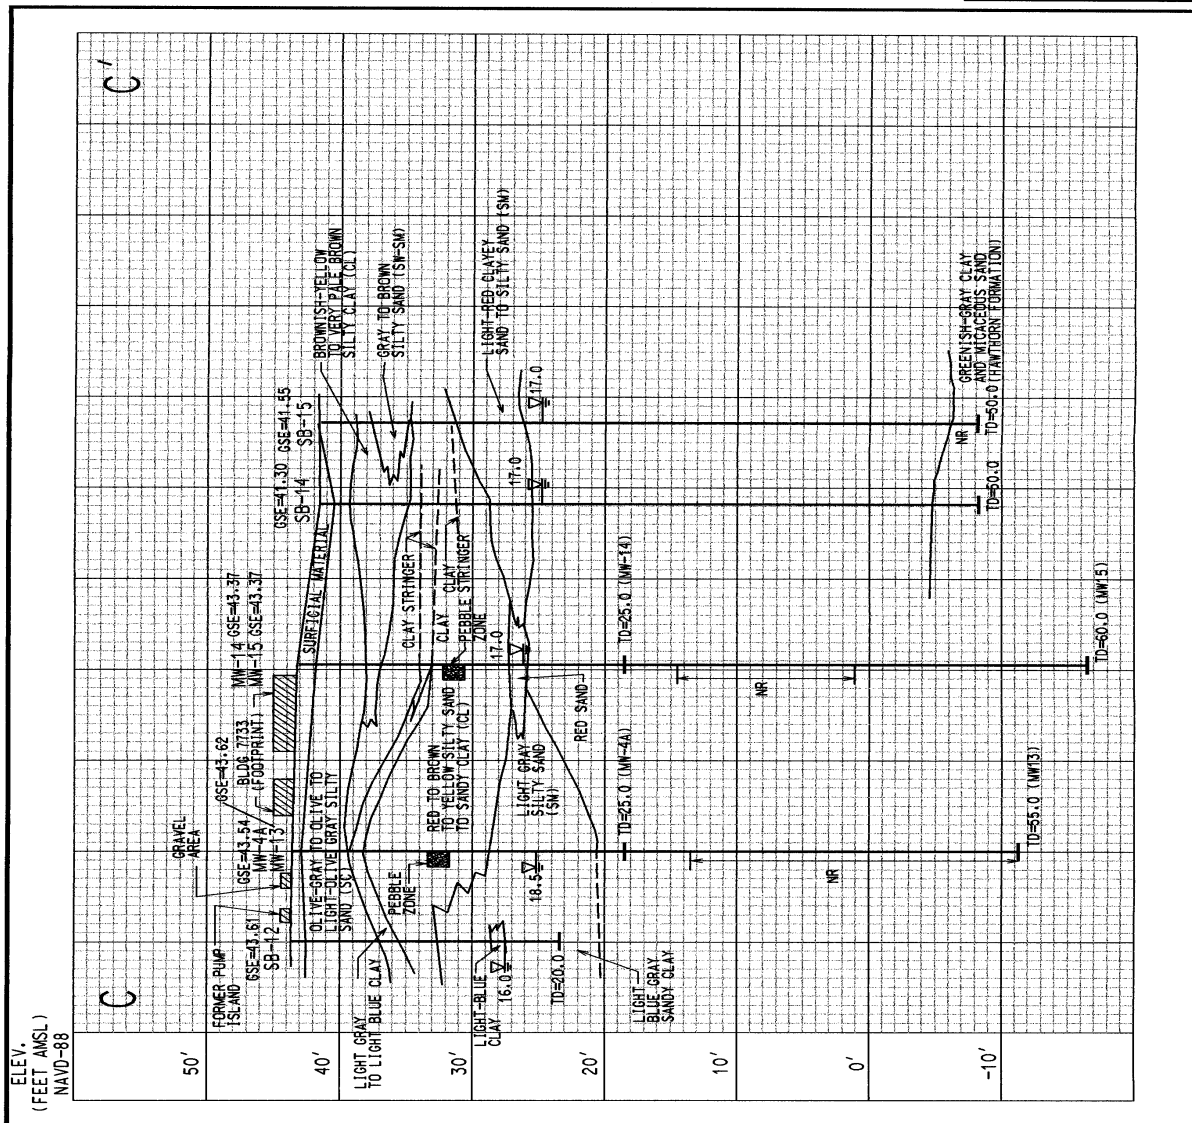 ELEV.
(FEET AMSL)
NAVD-88
50'
40'
30'
20'
10'
0'
-10'
C
C'
FORMER PUMP
ISLAND
GRAVEL
AREA
GSE=43.61
SB-12
GSE=43.54
MW-4A
MW-13
GSE=43.62
BLDG 7733
(FOOTPRINT)
MW-14 GSE=43.37
MW-15 GSE=43.37
GSE=41.30
SB-14
GSE=41.55
SB-15
SURFICIAL MATERIAL
OLIVE-GRAY TO OLIVE TO
LIGHT-OLIVE GRAY SILTY
SAND (SC)
BROWNISH-YELLOW
TO VERY PALE BROWN
SILTY CLAY (CL)
GRAY TO BROWN
SILTY SAND (SW-SM)
LIGHT-RED CLAYEY
SAND TO SILTY SAND (SM)
LIGHT GRAY
TO LIGHT BLUE CLAY
PEBBLE
ZONE
RED TO BROWN
TO YELLOW SILTY SAND
TO SANDY CLAY (CL)
CLAY STRINGER
CLAY
CLAY
STRINGER
PEBBLE
ZONE
17.0
17.0
17.0
LIGHT-BLUE
CLAY
16.0
18.5
LIGHT GRAY
SILTY SAND
(SM)
RED SAND
TD=20.0
LIGHT
BLUE GRAY
SANDY CLAY
TD=25.0 (MW-4A)
TD=25.0 (MW-14)
NR
NR
NR
TD=55.0 (MW13)
TD=60.0 (MW15)
TD=50.0
TD=50.0
GREENISH-GRAY CLAY
AND MICACEOUS SAND
(HAWTHORN FORMATION)